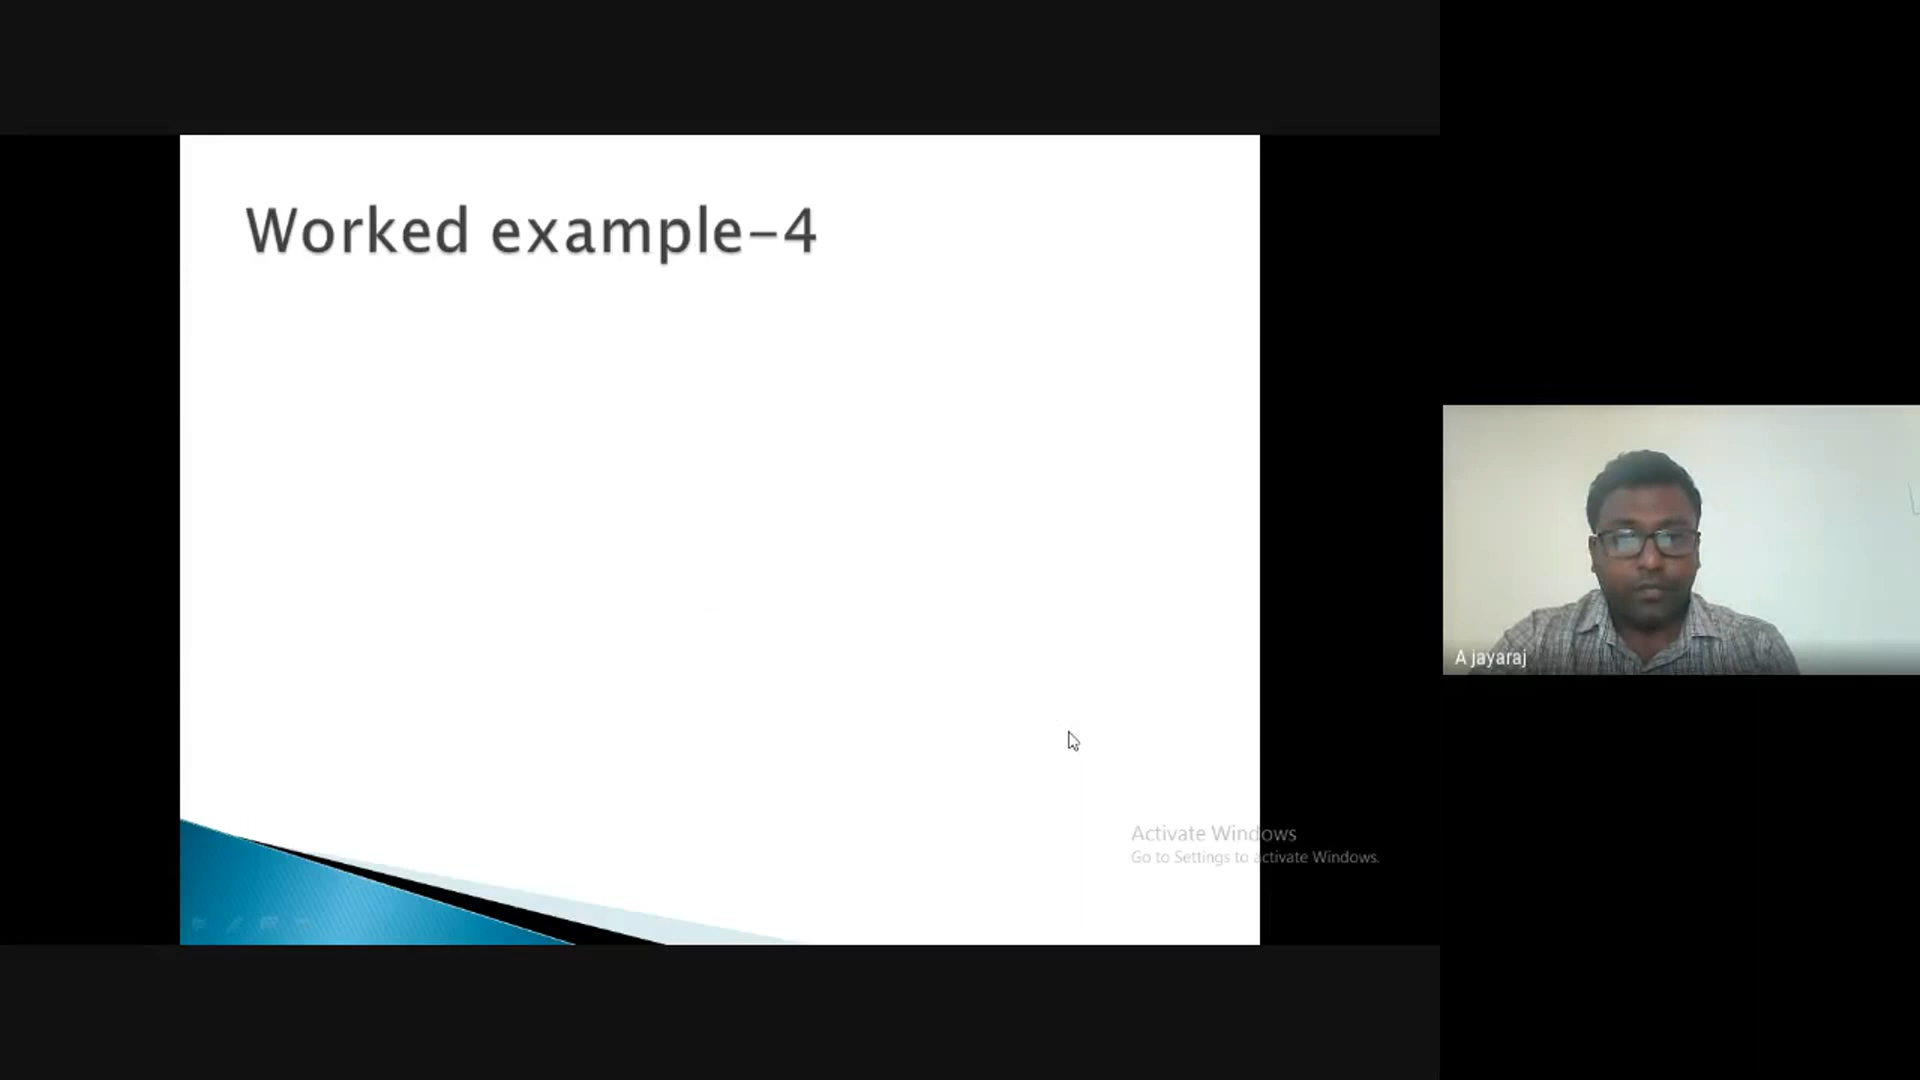 Worked example-4
A jayaraj
Activate Windows
Go to Settings to activate Windows.